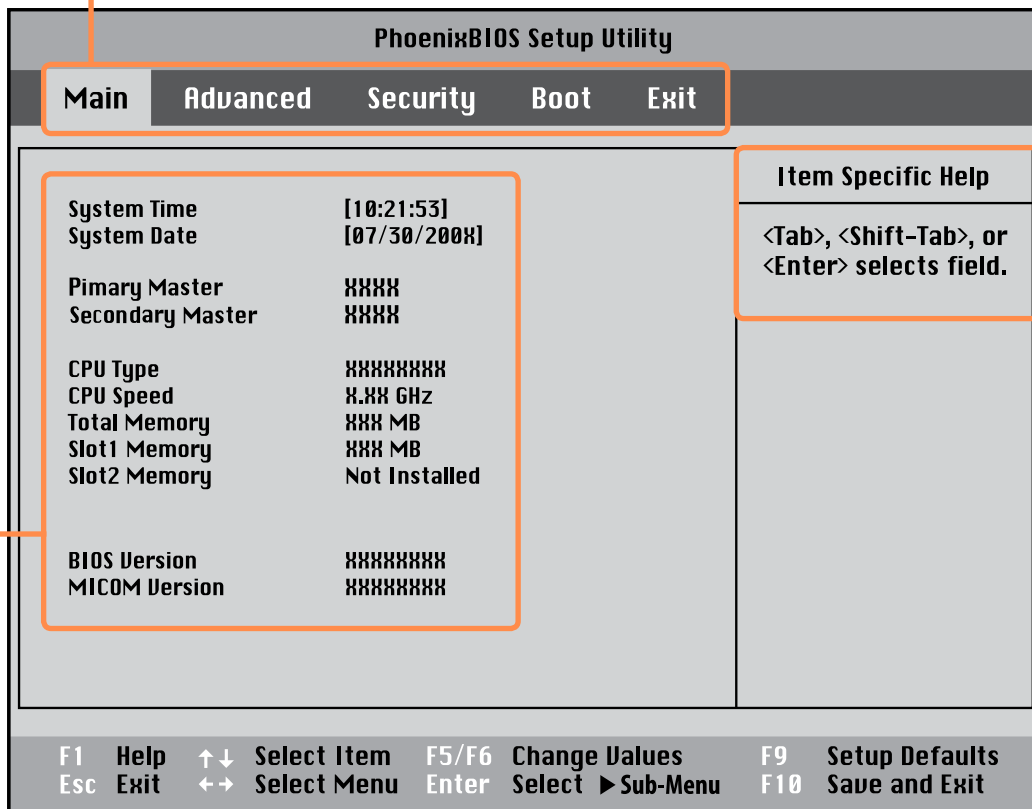 PhoenixBIOS Setup Utility
Main Advanced Security Boot Exit
System Time [10:21:53]
System Date [07/30/200X]
Pimary Master XXXX
Secondary Master XXXX
CPU Type XXXXXXXX
CPU Speed X.XX GHz
Total Memory XXX MB
Slot1 Memory XXX MB
Slot2 Memory Not Installed
BIOS Version XXXXXXXX
MICOM Version XXXXXXXX
Item Specific Help
<Tab>, <Shift-Tab>, or
<Enter> selects field.
F1 Help ↑↓ Select Item F5/F6 Change Values F9 Setup Defaults
Esc Exit ←→ Select Menu Enter Select ▶ Sub-Menu F10 Save and Exit